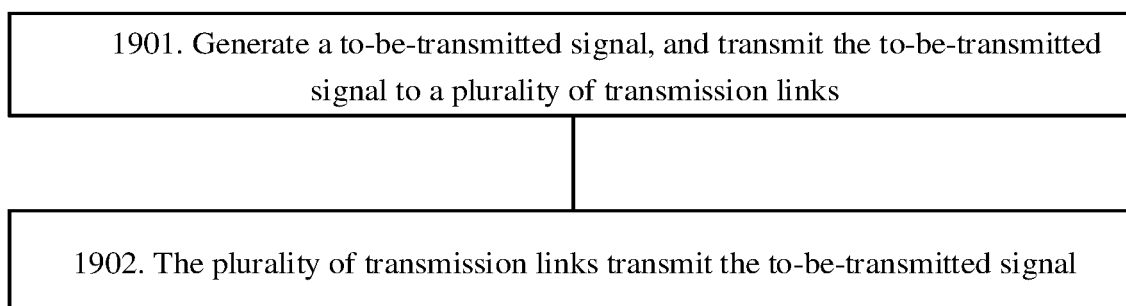 1901. Generate a to-be-transmitted signal, and transmit the to-be-transmitted
signal to a plurality of transmission links
1902. The plurality of transmission links transmit the to-be-transmitted signal